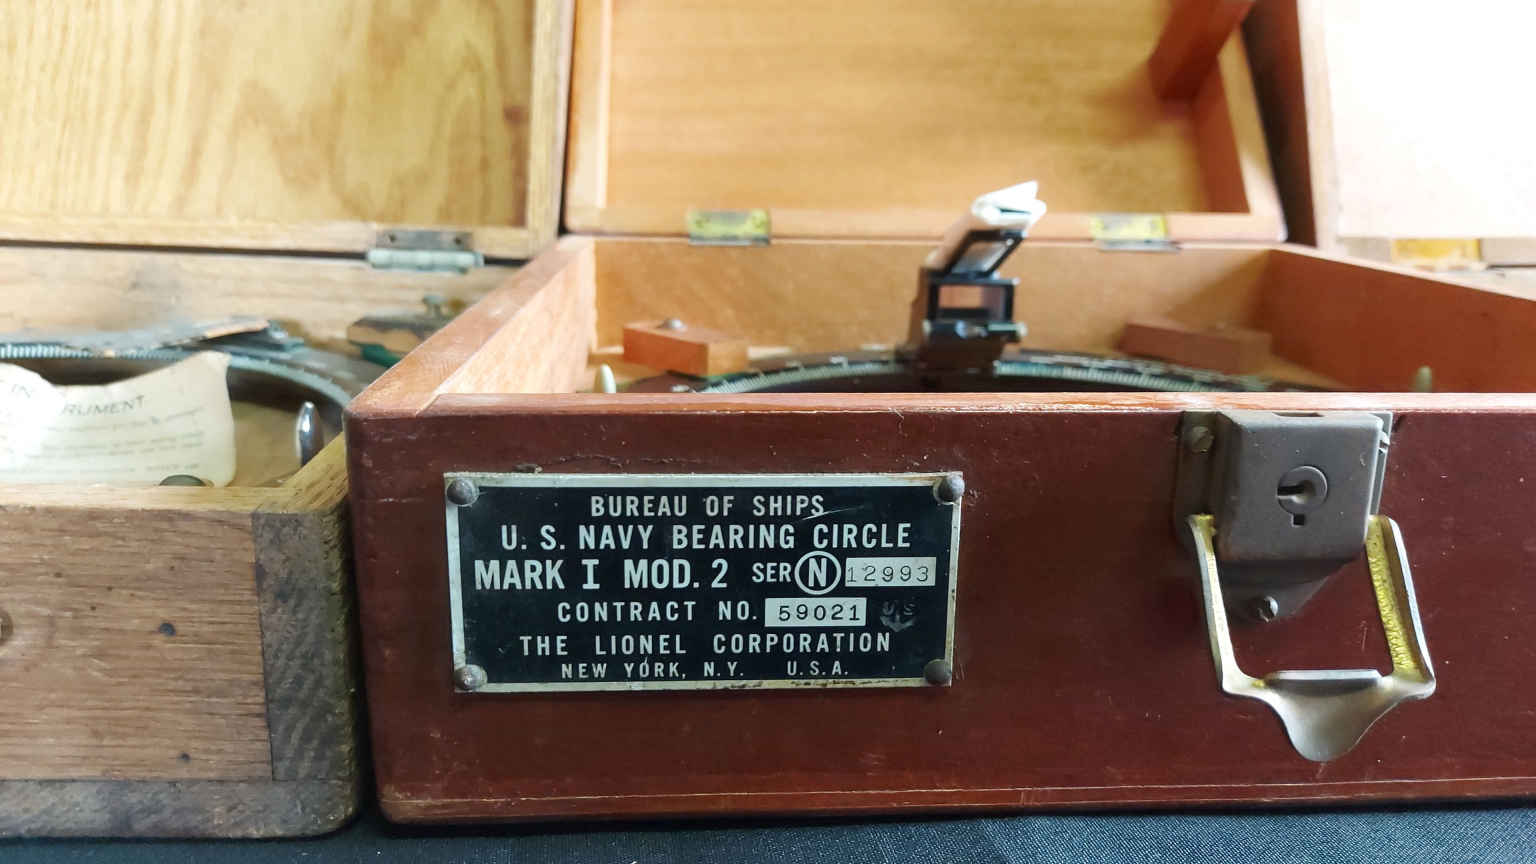 BUREAU OF SHIPS
U. S. NAVY BEARING CIRCLE
MARK I MOD. 2 SER N 12993
CONTRACT NO. 59021 U S
THE LIONEL CORPORATION
NEW YORK, N.Y. U.S.A.